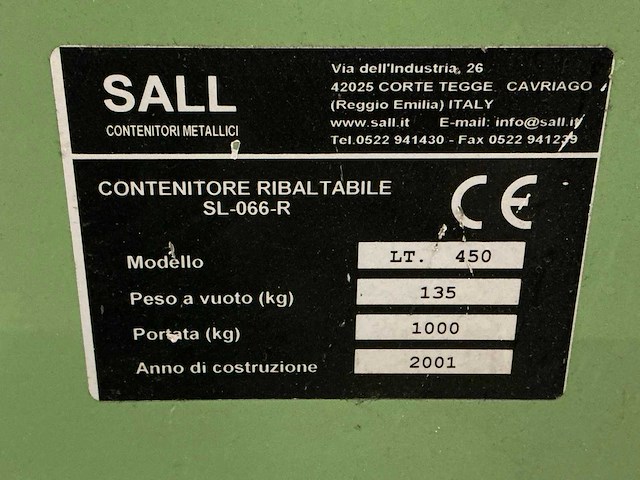 SALL
CONTENITORI METALLICI
Via dell'Industria, 26
42025 CORTE TEGGE CAVRIAGO
(Reggio Emilia) ITALY
www.sall.it E-mail: info@sall.it
Tel.0522 941430 - Fax 0522 941239
CONTENITORE RIBALTABILE
SL-066-R
CE
Modello LT. 450
Peso a vuoto (kg) 135
Portata (kg) 1000
Anno di costruzione 2001